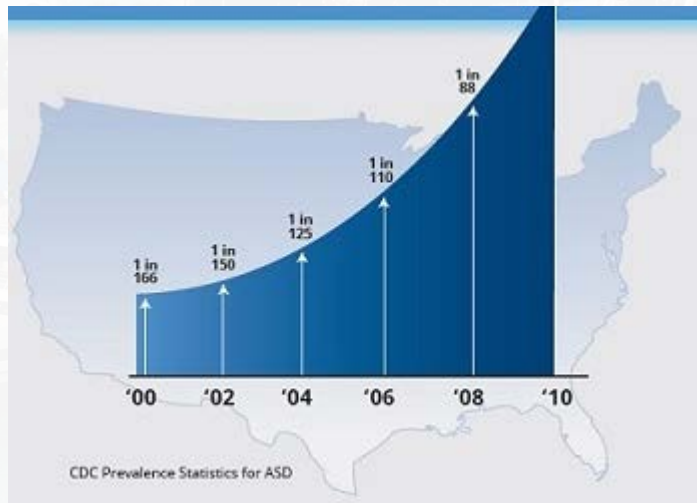 1 in
88
1 in
110
1 in
125
1 in
150
1 in
166
‘00 ‘02 ‘04 ‘06 ‘08 ‘10
CDC Prevalence Statistics for ASD